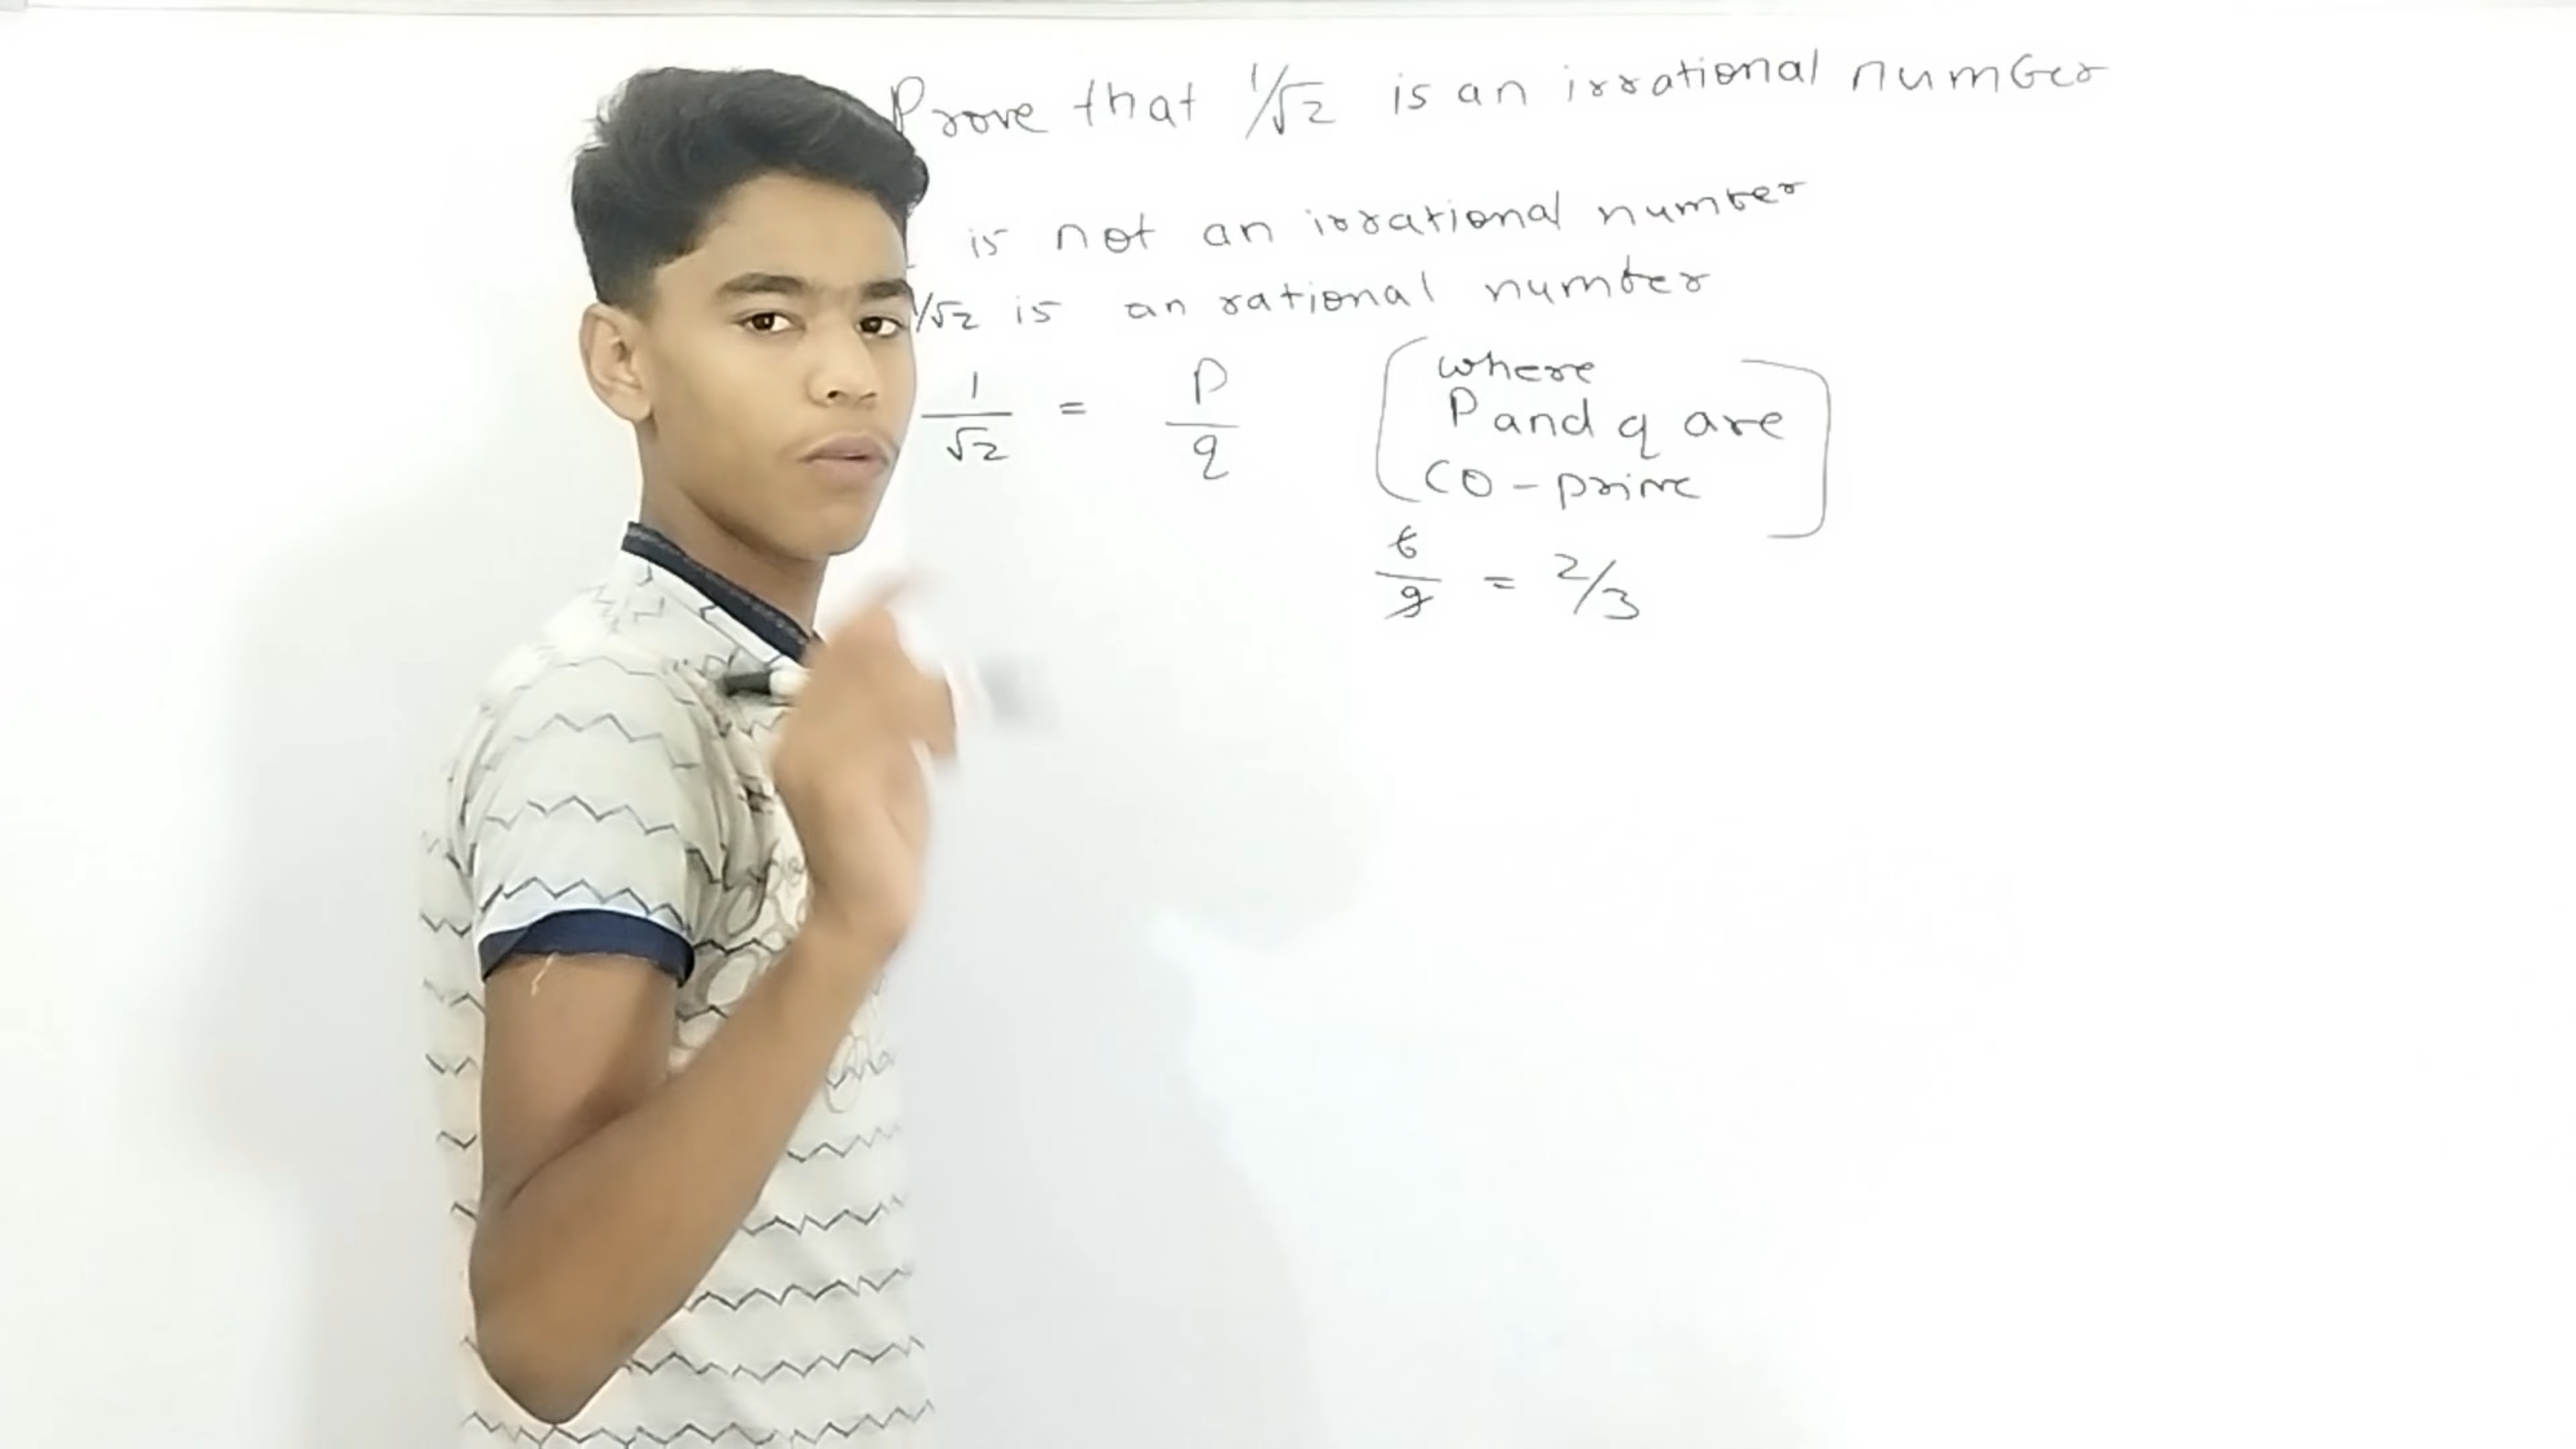 Prove that 1/√2 is an irrational number
is not an irrational number
1/√2 is an rational number
1/√2 = P/q
[where
P and q are
co-prime]
6/9 = 2/3